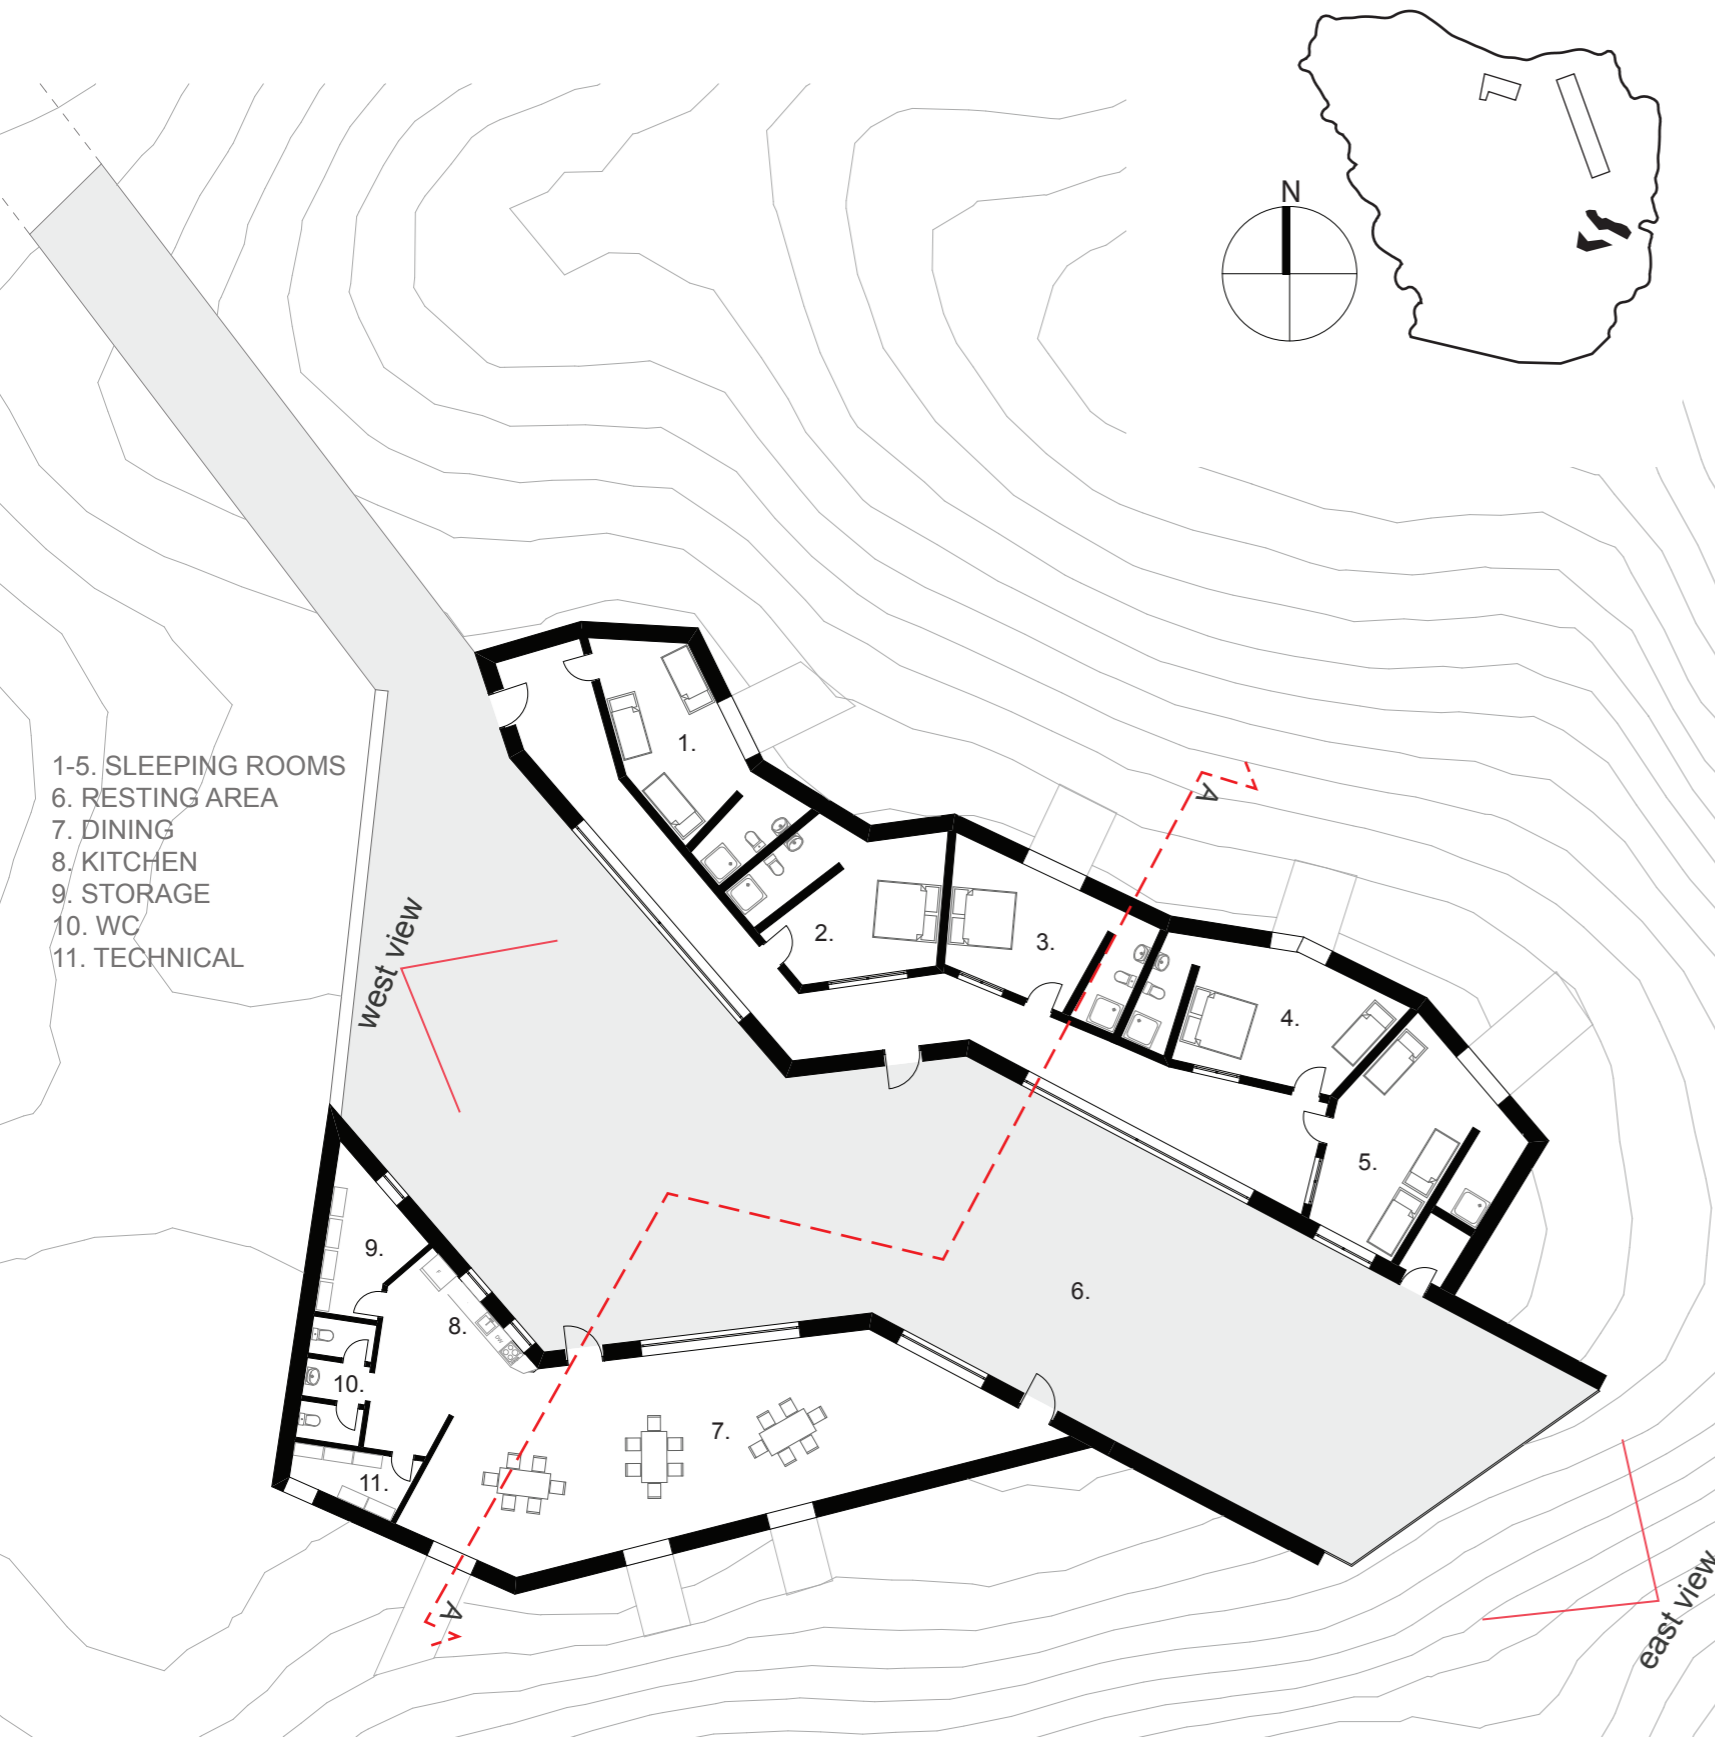 N
1-5. SLEEPING ROOMS
6. RESTING AREA
7. DINING
8. KITCHEN
9. STORAGE
10. WC
11. TECHNICAL
west view
1.
2.
3.
4.
5.
6.
7.
8.
9.
10.
11.
A
A
east view